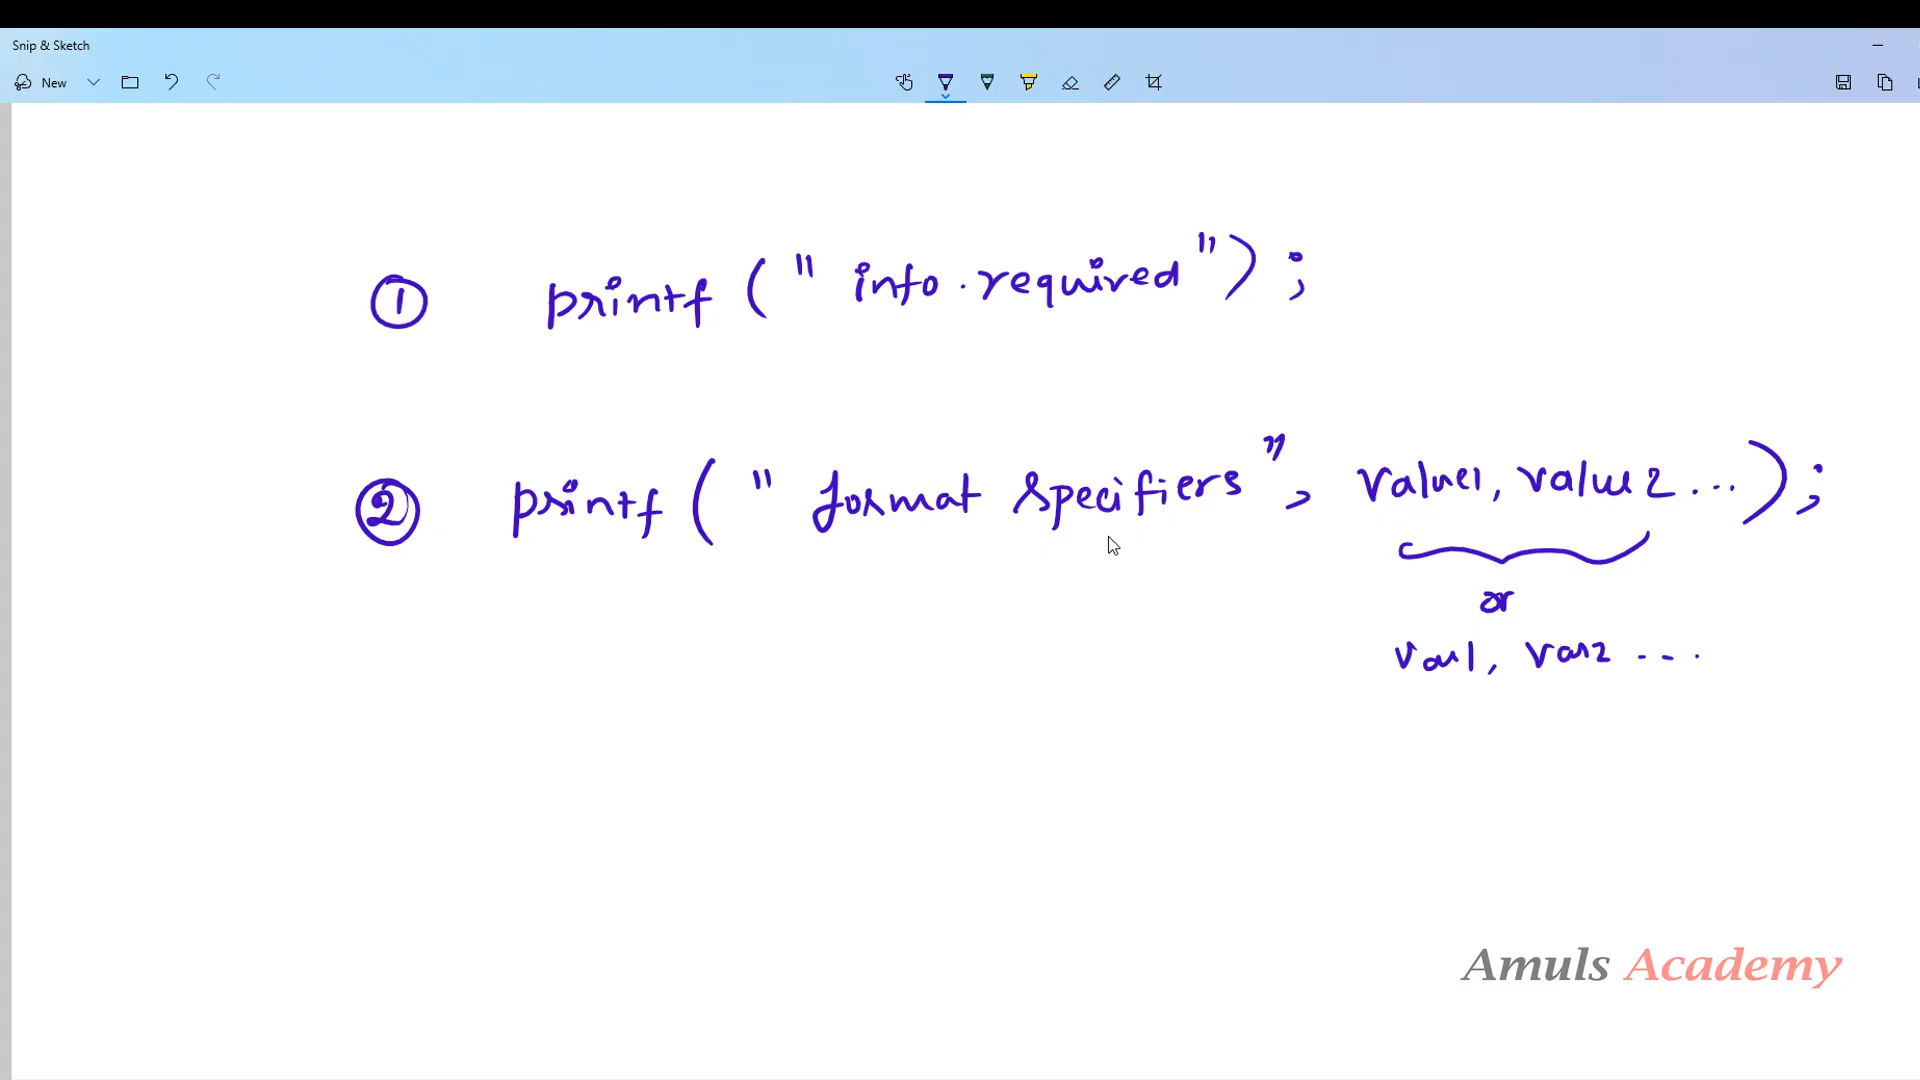 Snip & Sketch
New
① printf ("info.required");
② printf ("format specifiers", value1, value2...);
or
var1, var2 ....
Amuls Academy